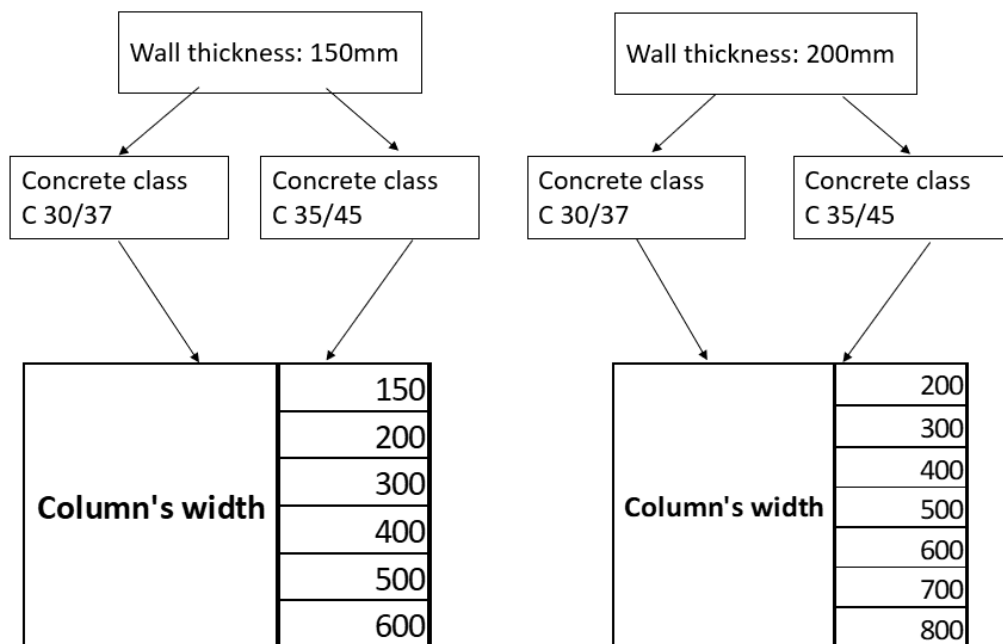 Wall thickness: 150mm
Concrete class
C 30/37
Concrete class
C 35/45
Column's width
150
200
300
400
500
600
Wall thickness: 200mm
Concrete class
C 30/37
Concrete class
C 35/45
Column's width
200
300
400
500
600
700
800